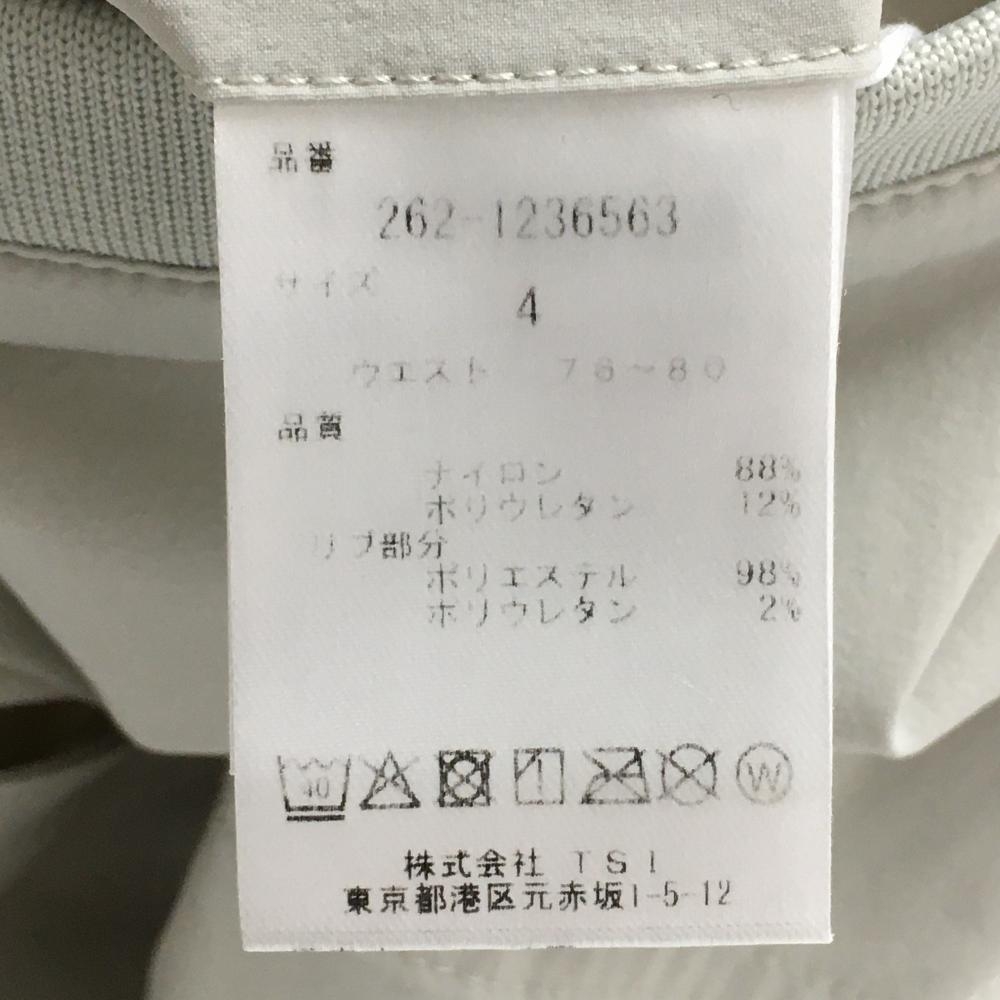 品番
262-1236563
サイズ
4
ウエスト 76~80
品質
ナイロン 88%
ポリウレタン 12%
リブ部分
ポリエステル 98%
ポリウレタン 2%
40 W
株式会社 TSI
東京都港区元赤坂1-5-12